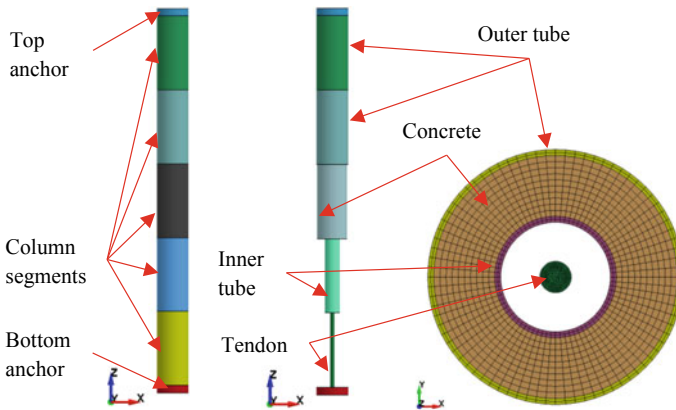 Top
anchor
Outer tube
Concrete
Column
segments
Inner
tube
Bottom
anchor
Tendon
Z
X
Z
X
Y
Z
X